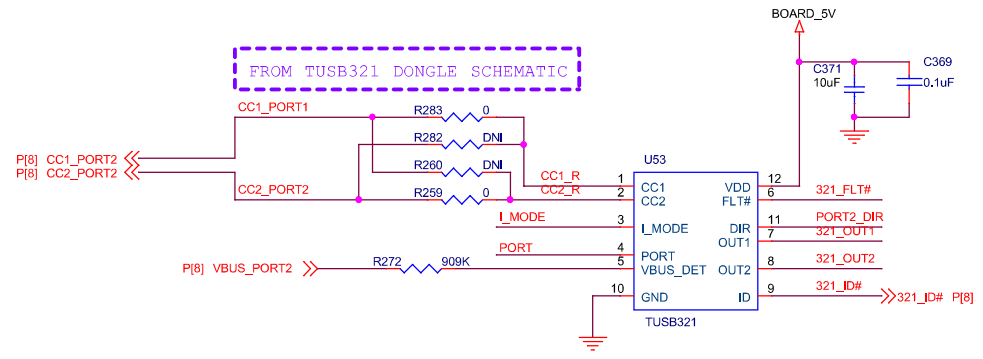 BOARD_5V
FROM TUSB321 DONGLE SCHEMATIC
C371
10uF
C369
0.1uF
CC1_PORT1
R283 0
R282 DNI
P[8] CC1_PORT2
P[8] CC2_PORT2
R260 DNI
CC2_PORT2
R259 0
U53
CC1_R
CC2_R
1 CC1
2 CC2
VDD 12
FLT# 6
321_FLT#
I_MODE
3 I_MODE
DIR 11
PORT2_DIR
OUT1 7
321_OUT1
PORT
4 PORT
P[8] VBUS_PORT2
R272 909K
5 VBUS_DET
OUT2 8
321_OUT2
10 GND
ID 9
321_ID#
321_ID# P[8]
TUSB321